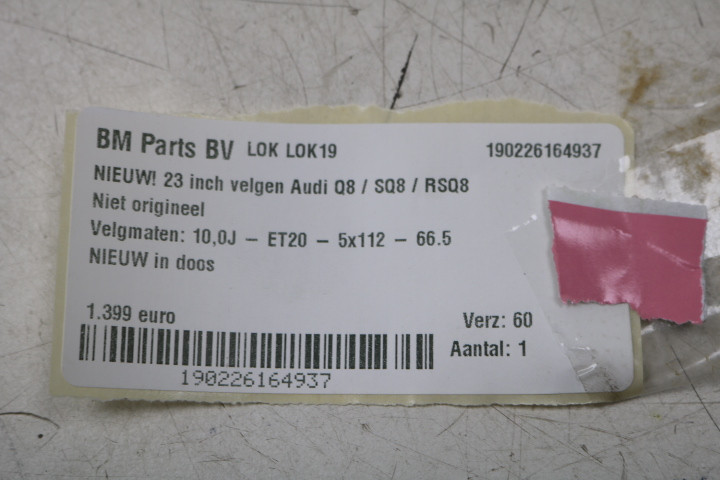 BM Parts BV LOK LOK19 190226164937
NIEUW! 23 inch velgen Audi Q8 / SQ8 / RSQ8
Niet origineel
Velgmaten: 10,0J - ET20 - 5x112 - 66.5
NIEUW in doos
1.399 euro Verz: 60
Aantal: 1
190226164937